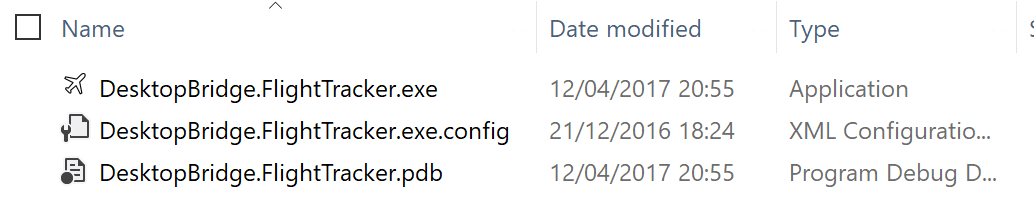 Name Date modified Type
DesktopBridge.FlightTracker.exe 12/04/2017 20:55 Application
DesktopBridge.FlightTracker.exe.config 21/12/2016 18:24 XML Configuratio...
DesktopBridge.FlightTracker.pdb 12/04/2017 20:55 Program Debug D...